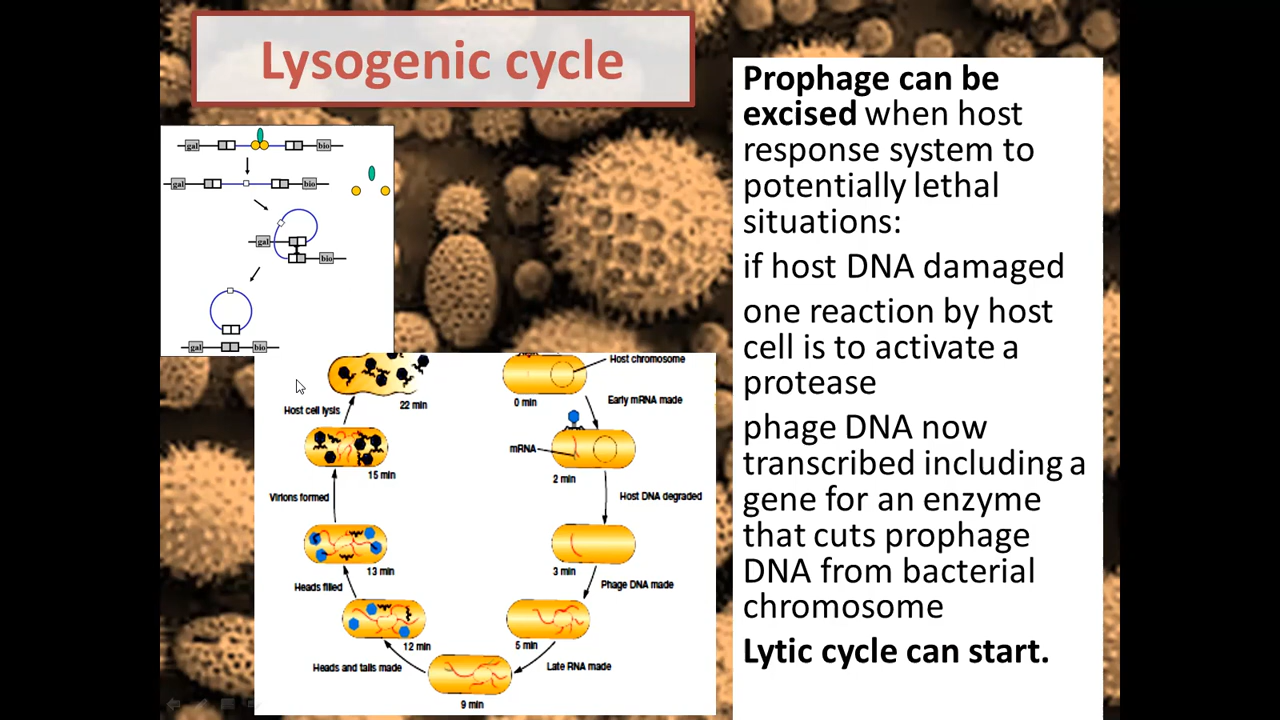 Lysogenic cycle
gal
bio
gal
bio
gal
bio
gal
bio
Host chromosome
0 min
Early mRNA made
mRNA
2 min
Host DNA degraded
3 min
Phage DNA made
5 min
Late RNA made
9 min
Heads and tails made
12 min
Heads filled
13 min
Virions formed
15 min
Host cell lysis
22 min
Prophage can be
excised when host
response system to
potentially lethal
situations:
if host DNA damaged
one reaction by host
cell is to activate a
protease
phage DNA now
transcribed including a
gene for an enzyme
that cuts prophage
DNA from bacterial
chromosome
Lytic cycle can start.